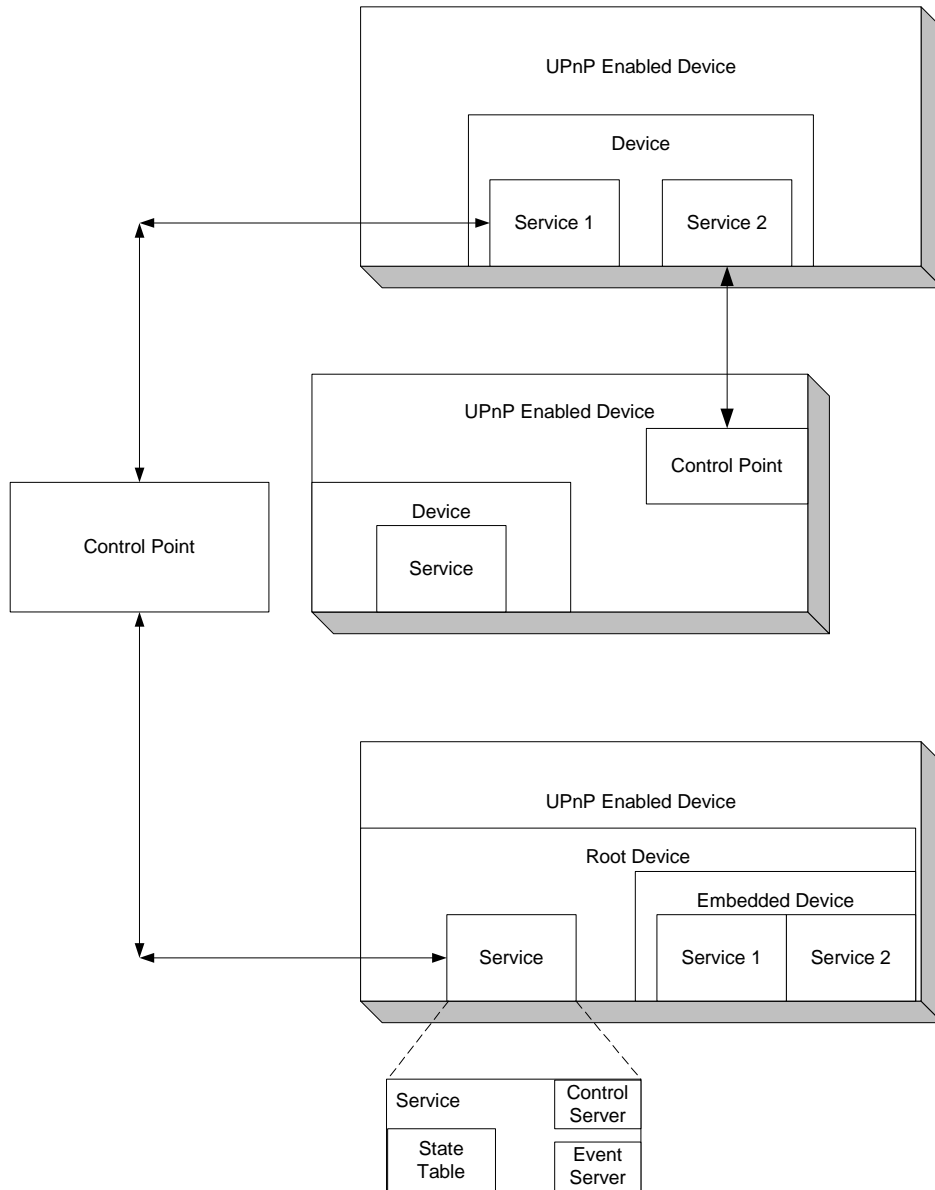 UPnP Enabled Device
Device
Service 1
Service 2
UPnP Enabled Device
Control Point
Device
Service
Control Point
UPnP Enabled Device
Root Device
Embedded Device
Service
Service 1
Service 2
Service
Control
Server
State
Table
Event
Server